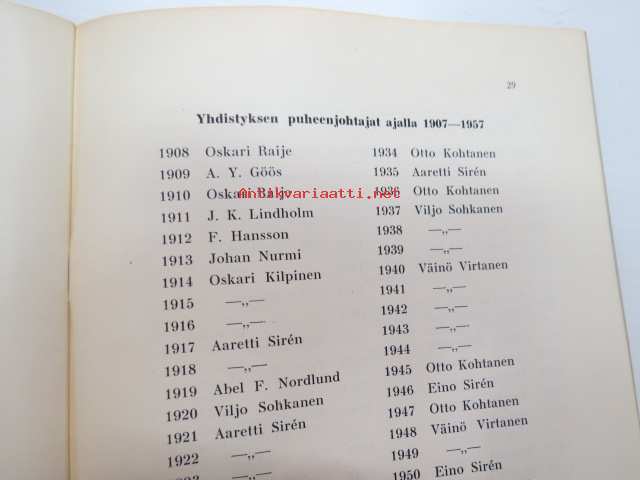 29
Yhdistyksen puheenjohtajat ajalla 1907—1957
1908 Oskari Raije
1909 A. Y. Göös
1910 Oskari Raije
1911 J. K. Lindholm
1912 F. Hansson
1913 Johan Nurmi
1914 Oskari Kilpinen
1915 —„—
1916 —„—
1917 Aaretti Sirén
1918 —„—
1919 Abel F. Nordlund
1920 Viljo Sohkanen
1921 Aaretti Sirén
1922 —„—
—„—
1934 Otto Kohtanen
1935 Aaretti Sirén
1936 Otto Kohtanen
1937 Viljo Sohkanen
1938 —„—
1939 —„—
1940 Väinö Virtanen
1941 —„—
1942 —„—
1943 —„—
1944 —„—
1945 Otto Kohtanen
1946 Eino Sirén
1947 Otto Kohtanen
1948 Väinö Virtanen
1949 —„—
1950 Eino Sirén
Antikvariaatti.net